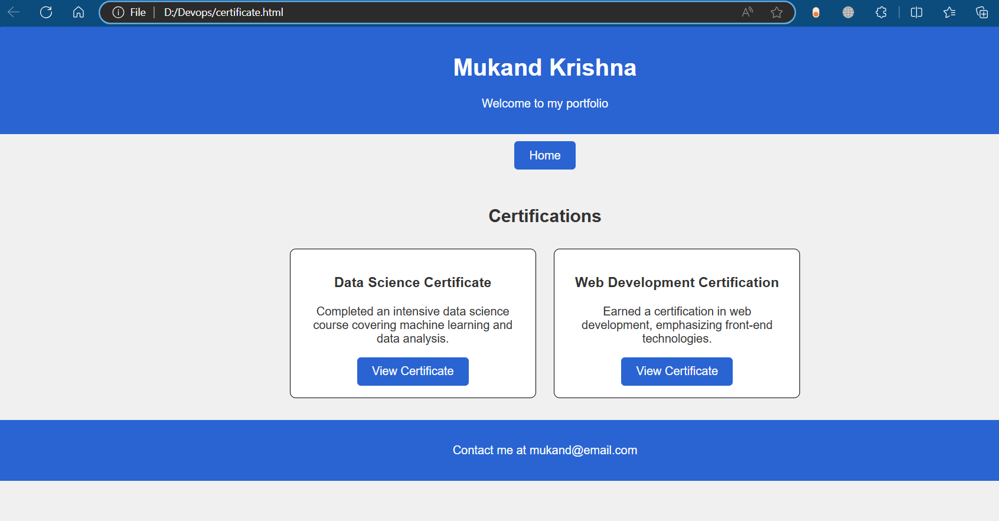 File D:/Devops/certificate.html
Mukand Krishna
Welcome to my portfolio
Home
Certifications
Data Science Certificate
Completed an intensive data science
course covering machine learning and
data analysis.
View Certificate
Web Development Certification
Earned a certification in web
development, emphasizing front-end
technologies.
View Certificate
Contact me at mukand@email.com